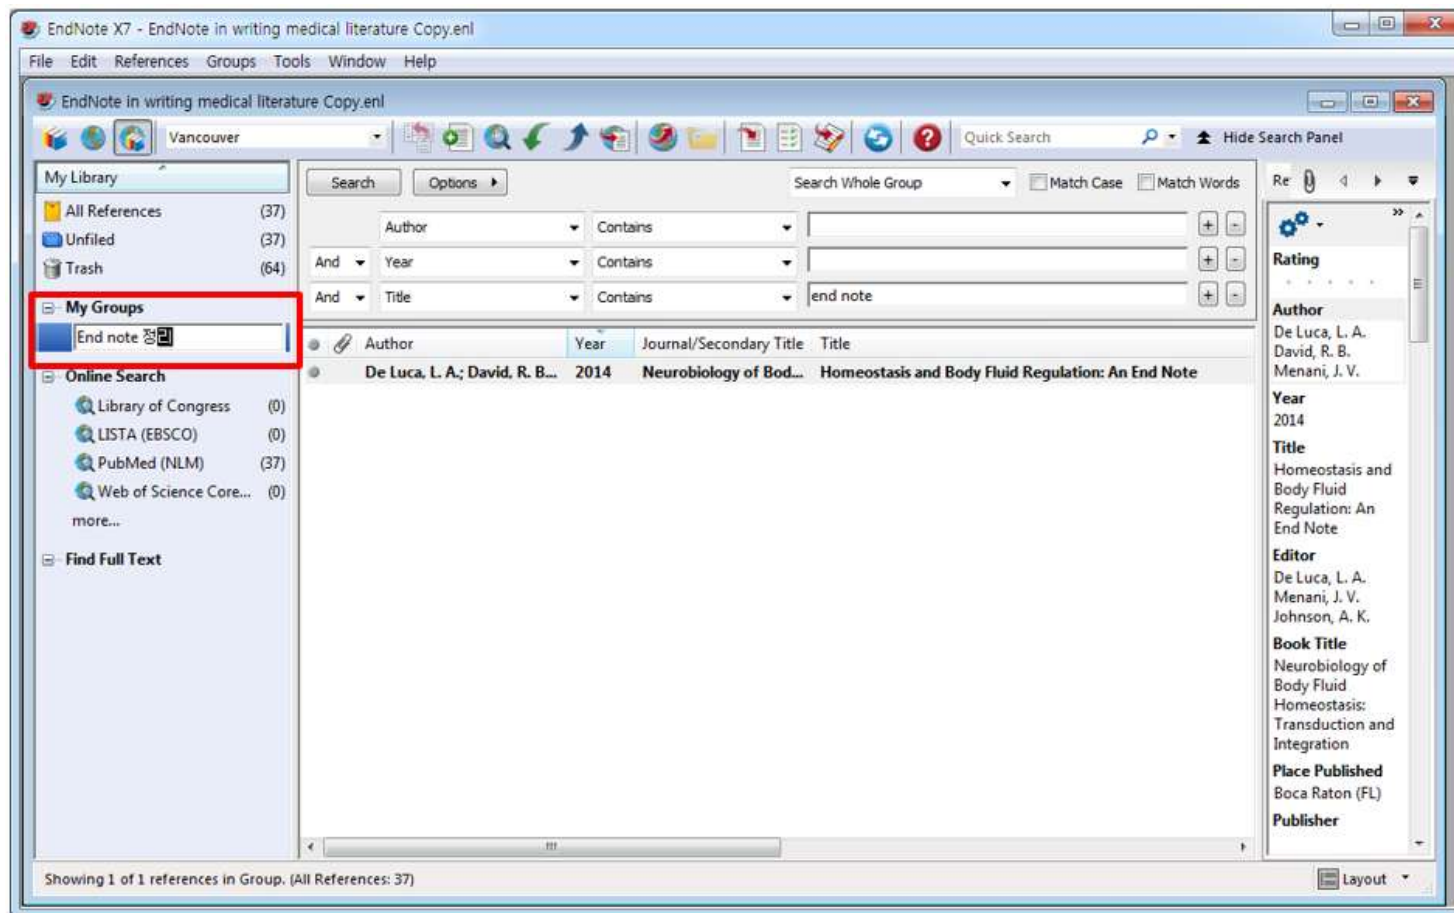 EndNote X7 - EndNote in writing medical literature Copy.enl
File Edit References Groups Tools Window Help
EndNote in writing medical literature Copy.enl
Vancouver
Quick Search
Hide Search Panel
My Library
All References (37)
Unfiled (37)
Trash (64)
My Groups
End note 정리
Online Search
Library of Congress (0)
LISTA (EBSCO) (0)
PubMed (NLM) (37)
Web of Science Core... (0)
more...
Find Full Text
Search Options Search Whole Group Match Case Match Words
Author Contains
And Year Contains
And Title Contains end note
Author Year Journal/Secondary Title Title
De Luca, L. A.; David, R. B... 2014 Neurobiology of Bod... Homeostasis and Body Fluid Regulation: An End Note
Re
Rating
Author
De Luca, L. A.
David, R. B.
Menani, J. V.
Year
2014
Title
Homeostasis and
Body Fluid
Regulation: An
End Note
Editor
De Luca, L. A.
Menani, J. V.
Johnson, A. K.
Book Title
Neurobiology of
Body Fluid
Homeostasis:
Transduction and
Integration
Place Published
Boca Raton (FL)
Publisher
Showing 1 of 1 references in Group. (All References: 37)
Layout